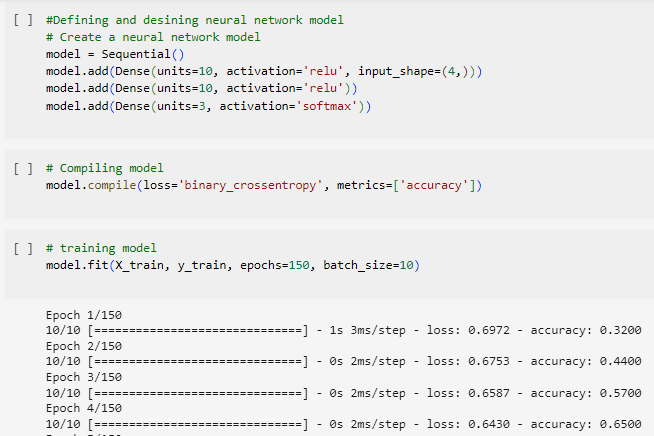 [ ] #Defining and desining neural network model
# Create a neural network model
model = Sequential()
model.add(Dense(units=10, activation='relu', input_shape=(4,)))
model.add(Dense(units=10, activation='relu'))
model.add(Dense(units=3, activation='softmax'))
[ ] # Compiling model
model.compile(loss='binary_crossentropy', metrics=['accuracy'])
[ ] # training model
model.fit(X_train, y_train, epochs=150, batch_size=10)
Epoch 1/150
10/10 [==============================] - 1s 3ms/step - loss: 0.6972 - accuracy: 0.3200
Epoch 2/150
10/10 [==============================] - 0s 2ms/step - loss: 0.6753 - accuracy: 0.4400
Epoch 3/150
10/10 [==============================] - 0s 2ms/step - loss: 0.6587 - accuracy: 0.5700
Epoch 4/150
10/10 [==============================] - 0s 2ms/step - loss: 0.6430 - accuracy: 0.6500